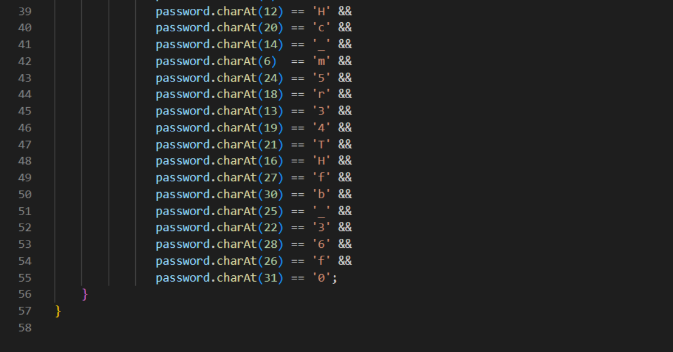 39 password.charAt(12) == 'H' &&
40 password.charAt(20) == 'c' &&
41 password.charAt(14) == '_' &&
42 password.charAt(6)  == 'm' &&
43 password.charAt(24) == '5' &&
44 password.charAt(18) == 'r' &&
45 password.charAt(13) == '3' &&
46 password.charAt(19) == '4' &&
47 password.charAt(21) == 'T' &&
48 password.charAt(16) == 'H' &&
49 password.charAt(27) == 'f' &&
50 password.charAt(30) == 'b' &&
51 password.charAt(25) == '_' &&
52 password.charAt(22) == '3' &&
53 password.charAt(28) == '6' &&
54 password.charAt(26) == 'f' &&
55 password.charAt(31) == '0';
56 }
57 }
58